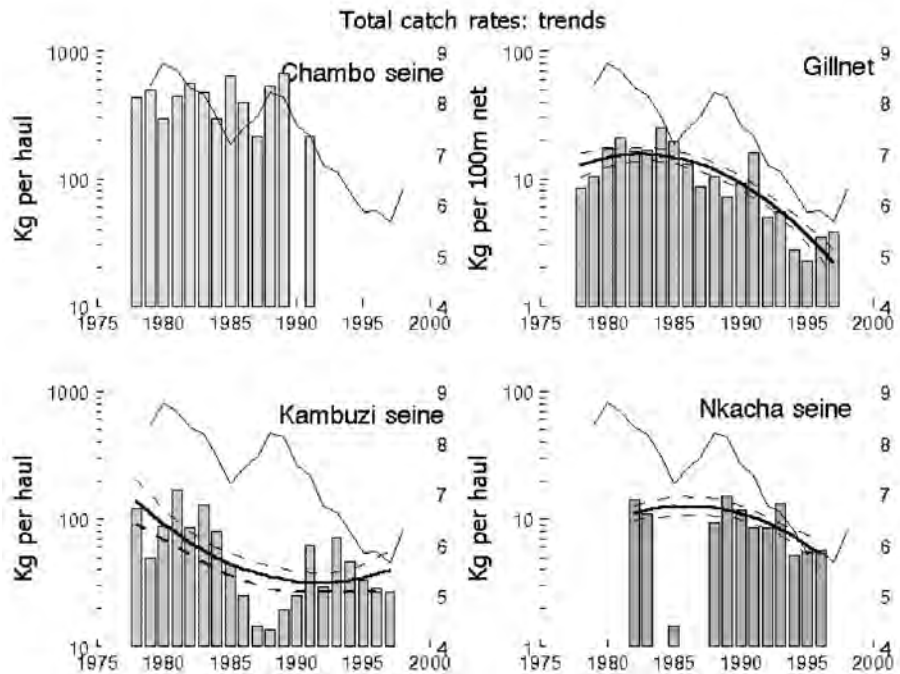 Total catch rates: trends
Chambo seine
Kg per haul
1000
100
10
9
8
7
6
5
4
1975 1980 1985 1990 1995 2000
Gillnet
Kg per 100m net
100
10
1
9
8
7
6
5
4
1975 1980 1985 1990 1995 2000
Kambuzi seine
Kg per haul
1000
100
10
9
8
7
6
5
4
1975 1980 1985 1990 1995 2000
Nkacha seine
Kg per haul
100
10
1
9
8
7
6
5
4
1975 1980 1985 1990 1995 2000